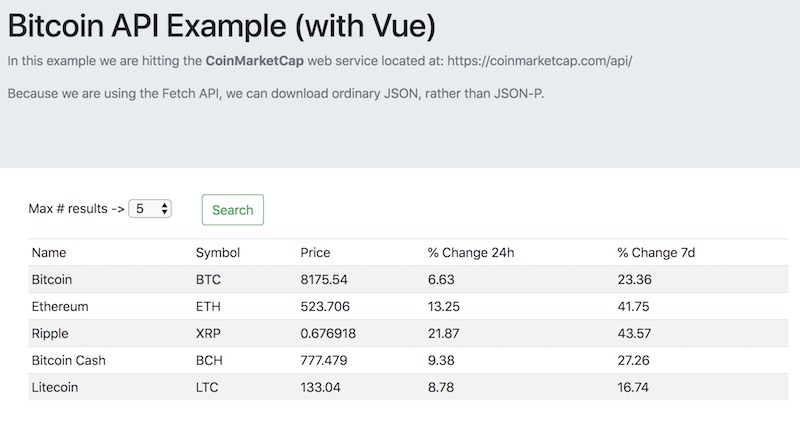 Bitcoin API Example (with Vue)
In this example we are hitting the CoinMarketCap web service located at: https://coinmarketcap.com/api/
Because we are using the Fetch API, we can download ordinary JSON, rather than JSON-P.
Max # results -> 5 Search
Name Symbol Price % Change 24h % Change 7d
Bitcoin BTC 8175.54 6.63 23.36
Ethereum ETH 523.706 13.25 41.75
Ripple XRP 0.676918 21.87 43.57
Bitcoin Cash BCH 777.479 9.38 27.26
Litecoin LTC 133.04 8.78 16.74